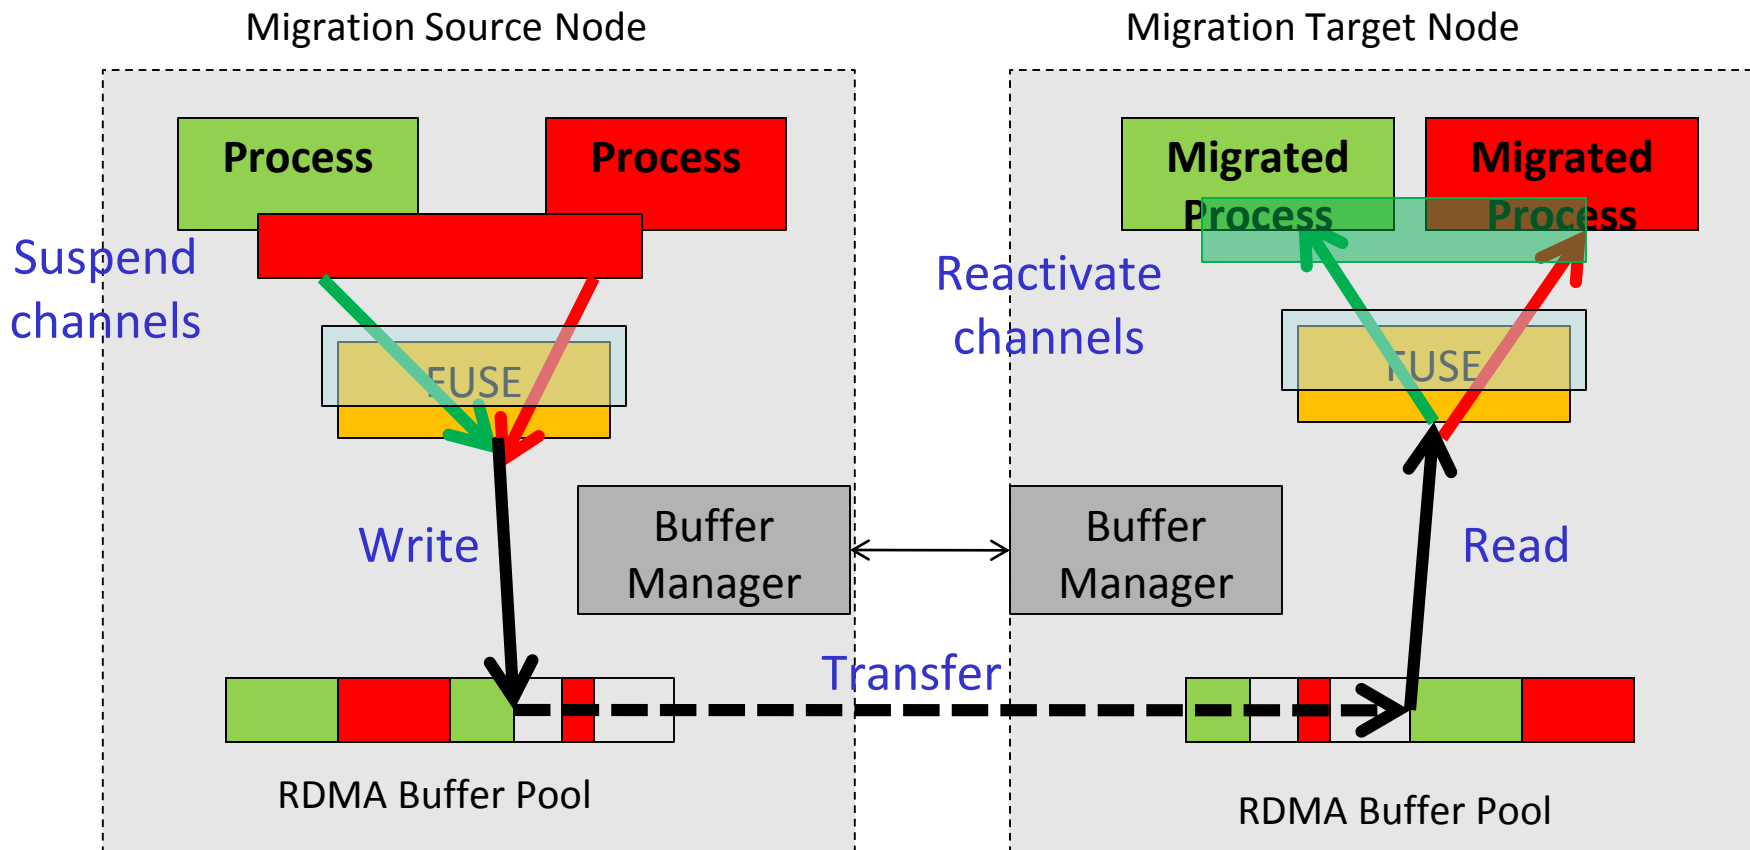 Migration Source Node
Process
Process
Suspend
channels
FUSE
Write
Buffer
Manager
RDMA Buffer Pool
Transfer
Migration Target Node
Migrated
Process
Migrated
Process
Reactivate
channels
FUSE
Buffer
Manager
Read
RDMA Buffer Pool